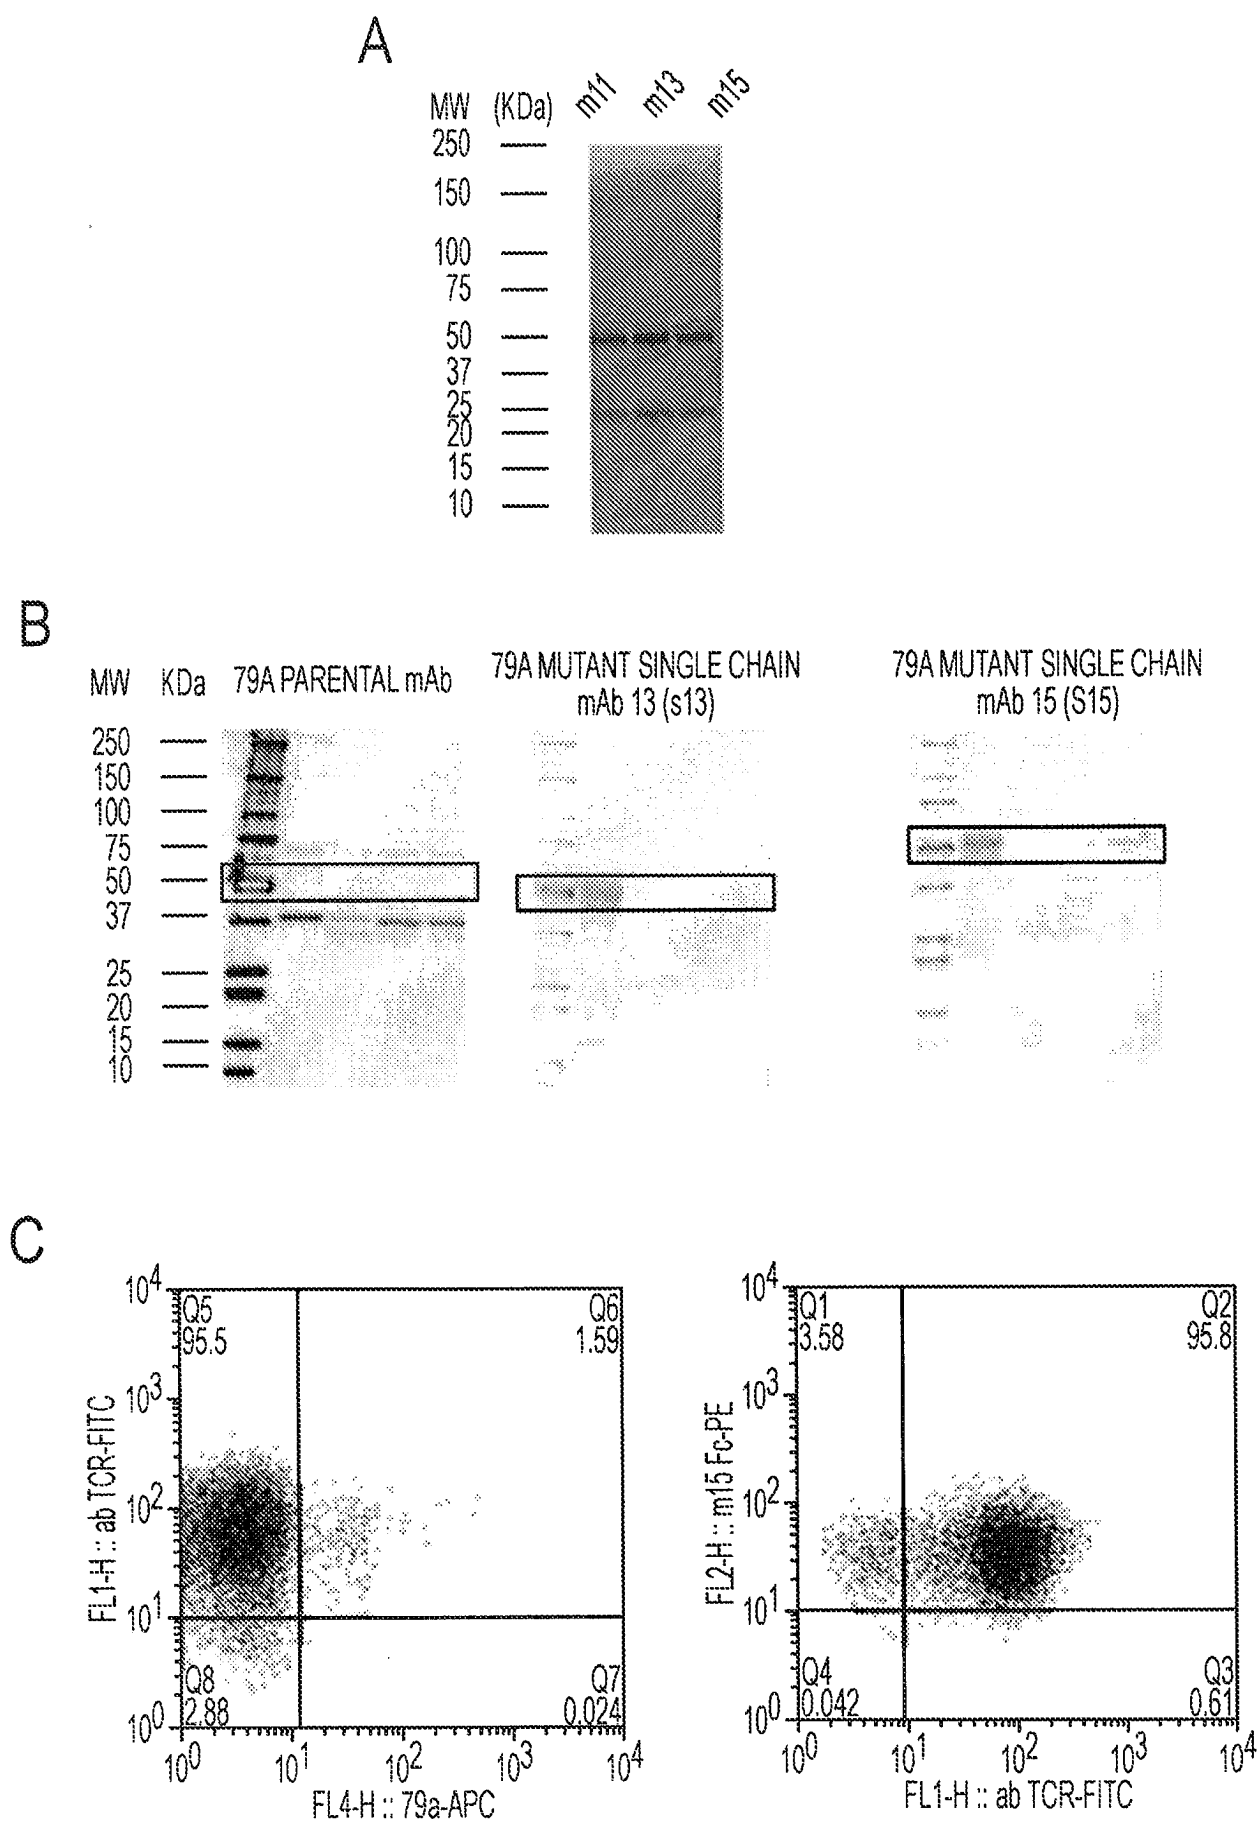 A
MW (KDa) m11 m13 m15
250
150
100
75
50
37
25
20
15
10
B
MW KDa 79A PARENTAL mAb
79A MUTANT SINGLE CHAIN
mAb 13 (s13)
79A MUTANT SINGLE CHAIN
mAb 15 (S15)
250
150
100
75
50
37
25
20
15
10
C
10^4
10^3
10^2
10^1
10^0
FL1-H :: ab TCR-FITC
Q5
95.5
Q6
1.59
Q8
2.88
Q7
0.024
10^0 10^1 10^2 10^3 10^4
FL4-H :: 79a-APC
10^4
10^3
10^2
10^1
10^0
FL2-H :: m15 Fc-PE
Q1
3.58
Q2
95.8
Q4
0.042
Q3
0.61
10^0 10^1 10^2 10^3 10^4
FL1-H :: ab TCR-FITC